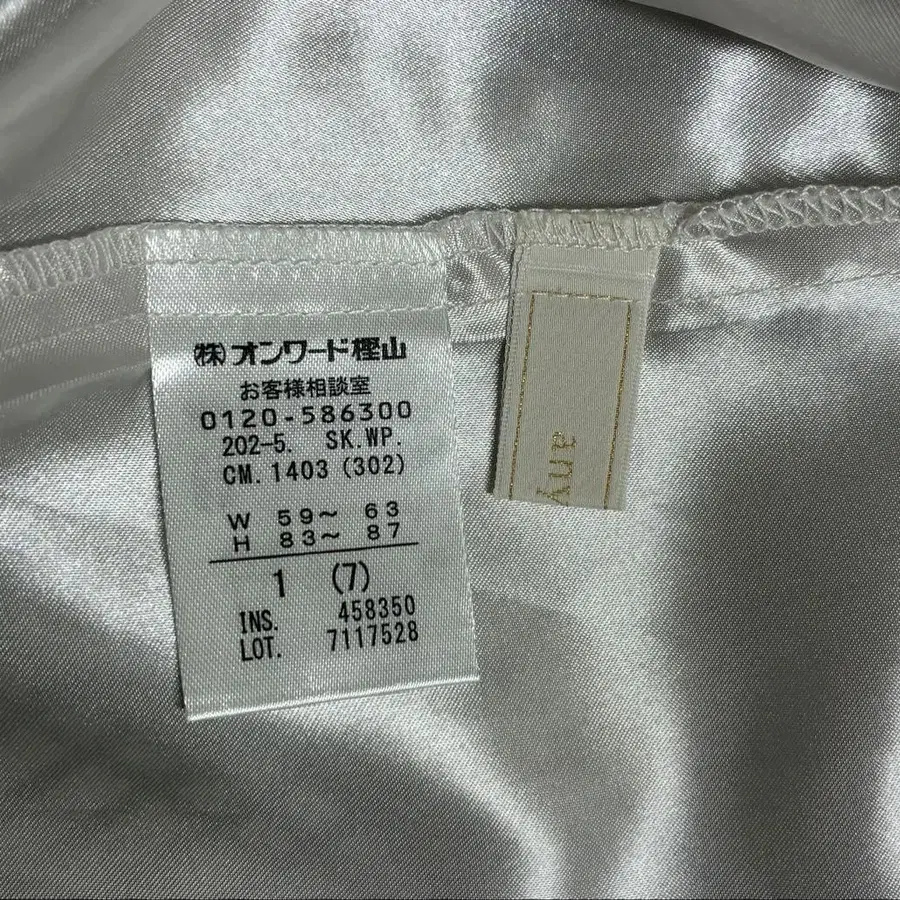 (株)オンワード樫山
お客様相談室
0120-586300
202-5. SK.WP.
CM. 1403 (302)
W 59〜 63
H 83〜 87
1 (7)
INS. 458350
LOT. 7117528
any